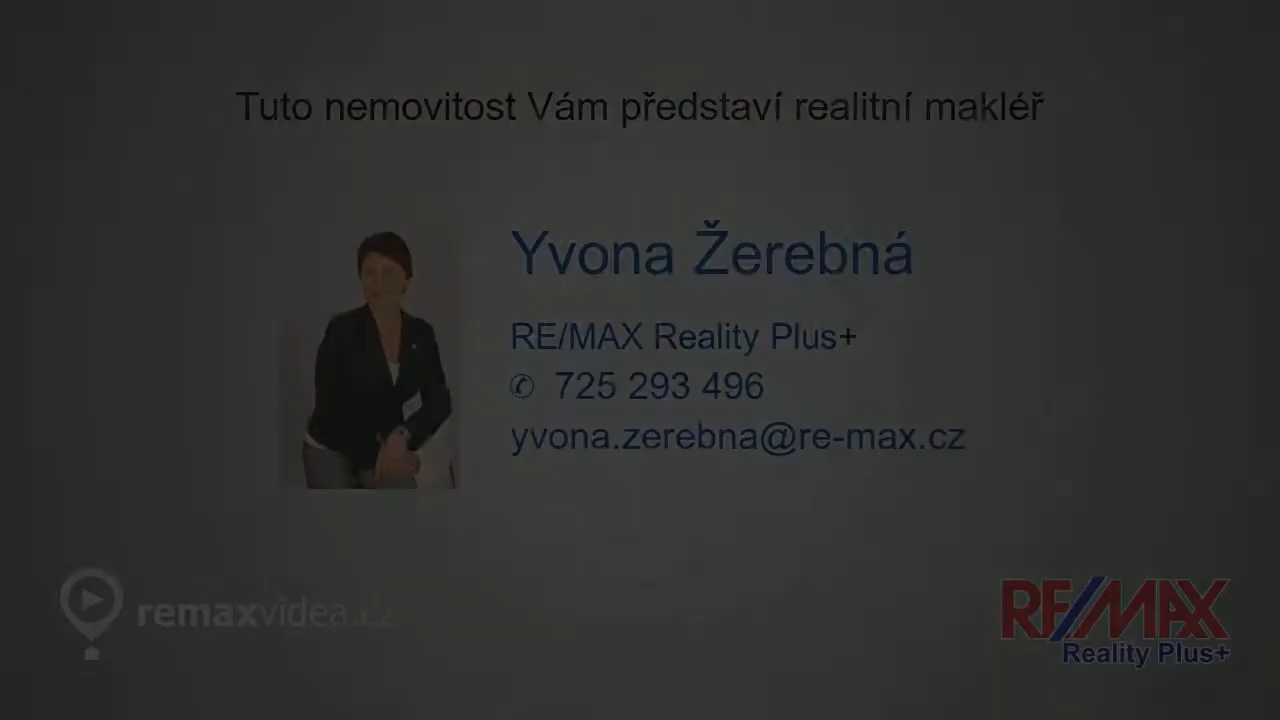 Tuto nemovitost Vám představí realitní makléř
Yvona Žerebná
RE/MAX Reality Plus+
✆ 725 293 496
yvona.zerebna@re-max.cz
remaxvidea.cz
RE/MAX
Reality Plus+